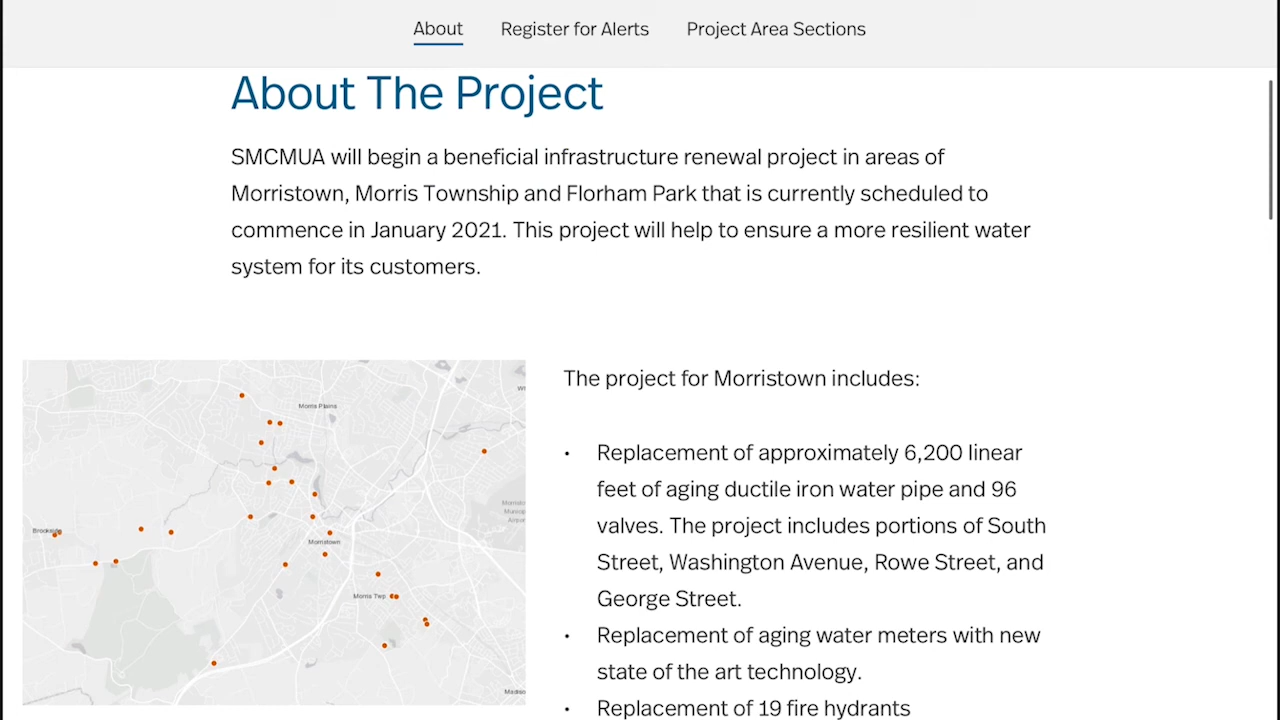 About
Register for Alerts
Project Area Sections
About The Project
SMCMUA will begin a beneficial infrastructure renewal project in areas of
Morristown, Morris Township and Florham Park that is currently scheduled to
commence in January 2021. This project will help to ensure a more resilient water
system for its customers.
Morris Plains
Brookside
Morristown
Morris Twp
The project for Morristown includes:
• Replacement of approximately 6,200 linear
feet of aging ductile iron water pipe and 96
valves. The project includes portions of South
Street, Washington Avenue, Rowe Street, and
George Street.
• Replacement of aging water meters with new
state of the art technology.
• Replacement of 19 fire hydrants